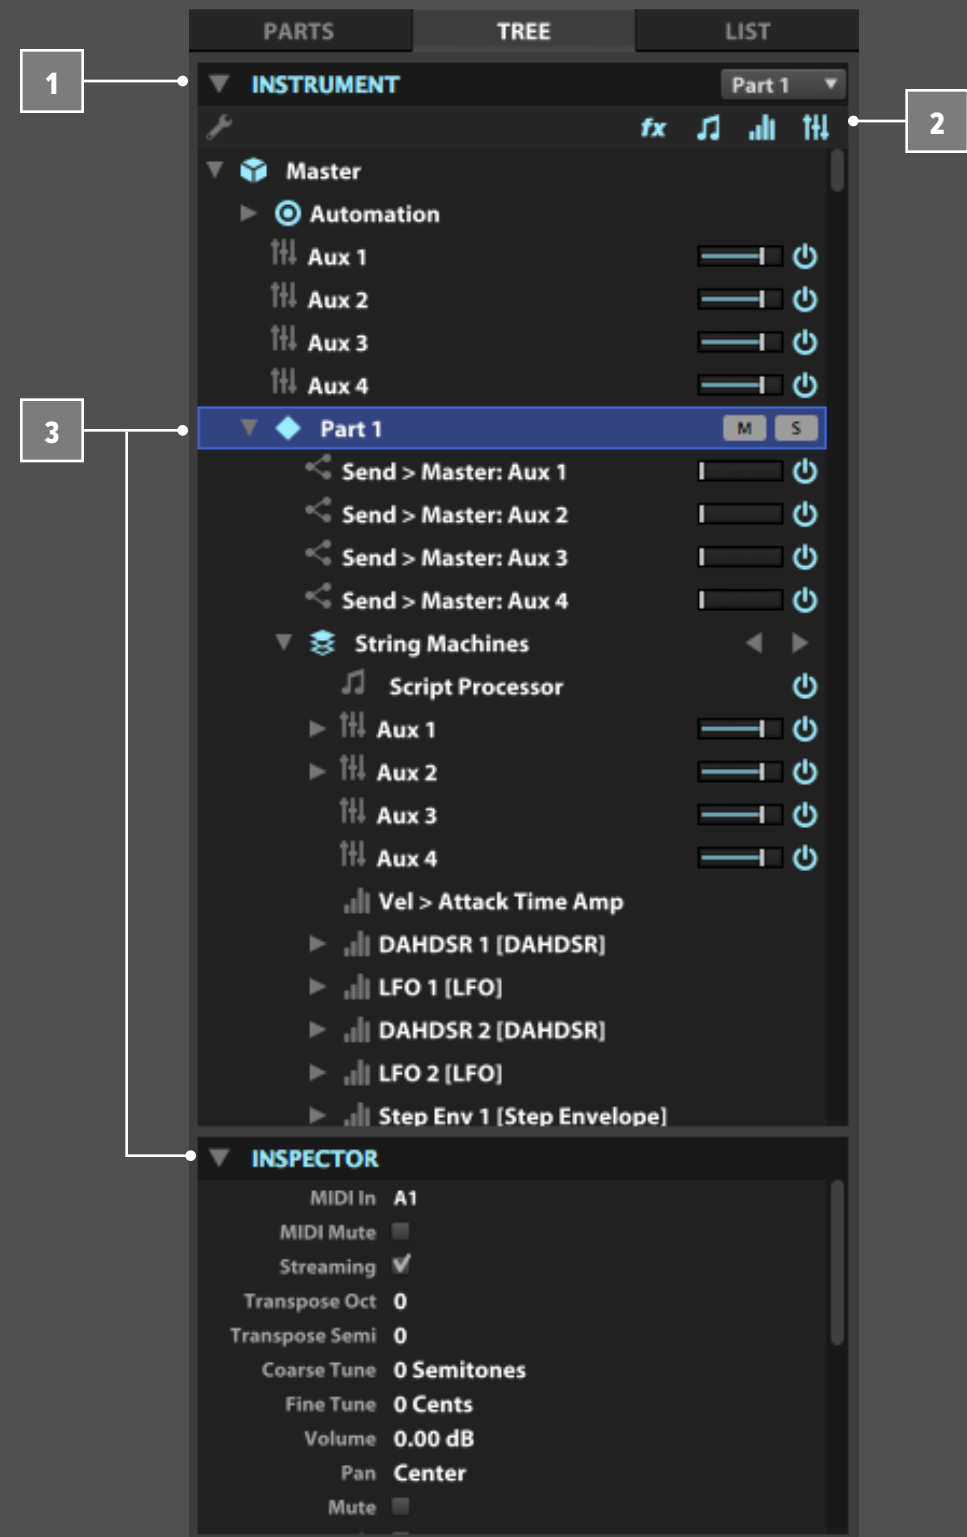 PARTS TREE LIST
1
INSTRUMENT Part 1
fx
2
Master
Automation
Aux 1
Aux 2
Aux 3
Aux 4
3
Part 1 M S
Send > Master: Aux 1
Send > Master: Aux 2
Send > Master: Aux 3
Send > Master: Aux 4
String Machines
Script Processor
Aux 1
Aux 2
Aux 3
Aux 4
Vel > Attack Time Amp
DAHDSR 1 [DAHDSR]
LFO 1 [LFO]
DAHDSR 2 [DAHDSR]
LFO 2 [LFO]
Step Env 1 [Step Envelope]
INSPECTOR
MIDI In A1
MIDI Mute
Streaming
Transpose Oct 0
Transpose Semi 0
Coarse Tune 0 Semitones
Fine Tune 0 Cents
Volume 0.00 dB
Pan Center
Mute